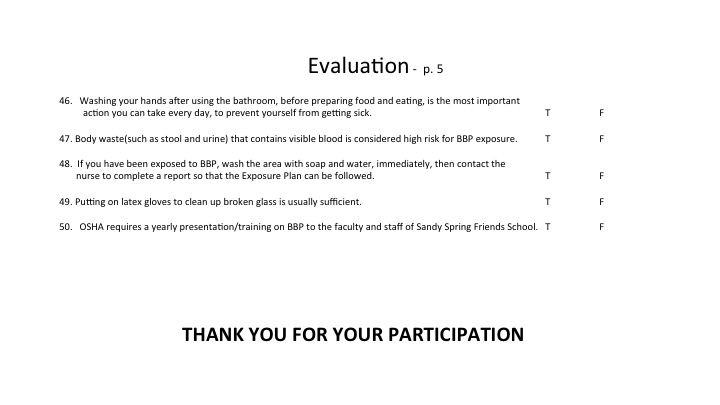 Evaluation - p. 5
46. Washing your hands after using the bathroom, before preparing food and eating, is the most important
action you can take every day, to prevent yourself from getting sick. T F
47. Body waste(such as stool and urine) that contains visible blood is considered high risk for BBP exposure. T F
48. If you have been exposed to BBP, wash the area with soap and water, immediately, then contact the
nurse to complete a report so that the Exposure Plan can be followed. T F
49. Putting on latex gloves to clean up broken glass is usually sufficient. T F
50. OSHA requires a yearly presentation/training on BBP to the faculty and staff of Sandy Spring Friends School. T F
THANK YOU FOR YOUR PARTICIPATION